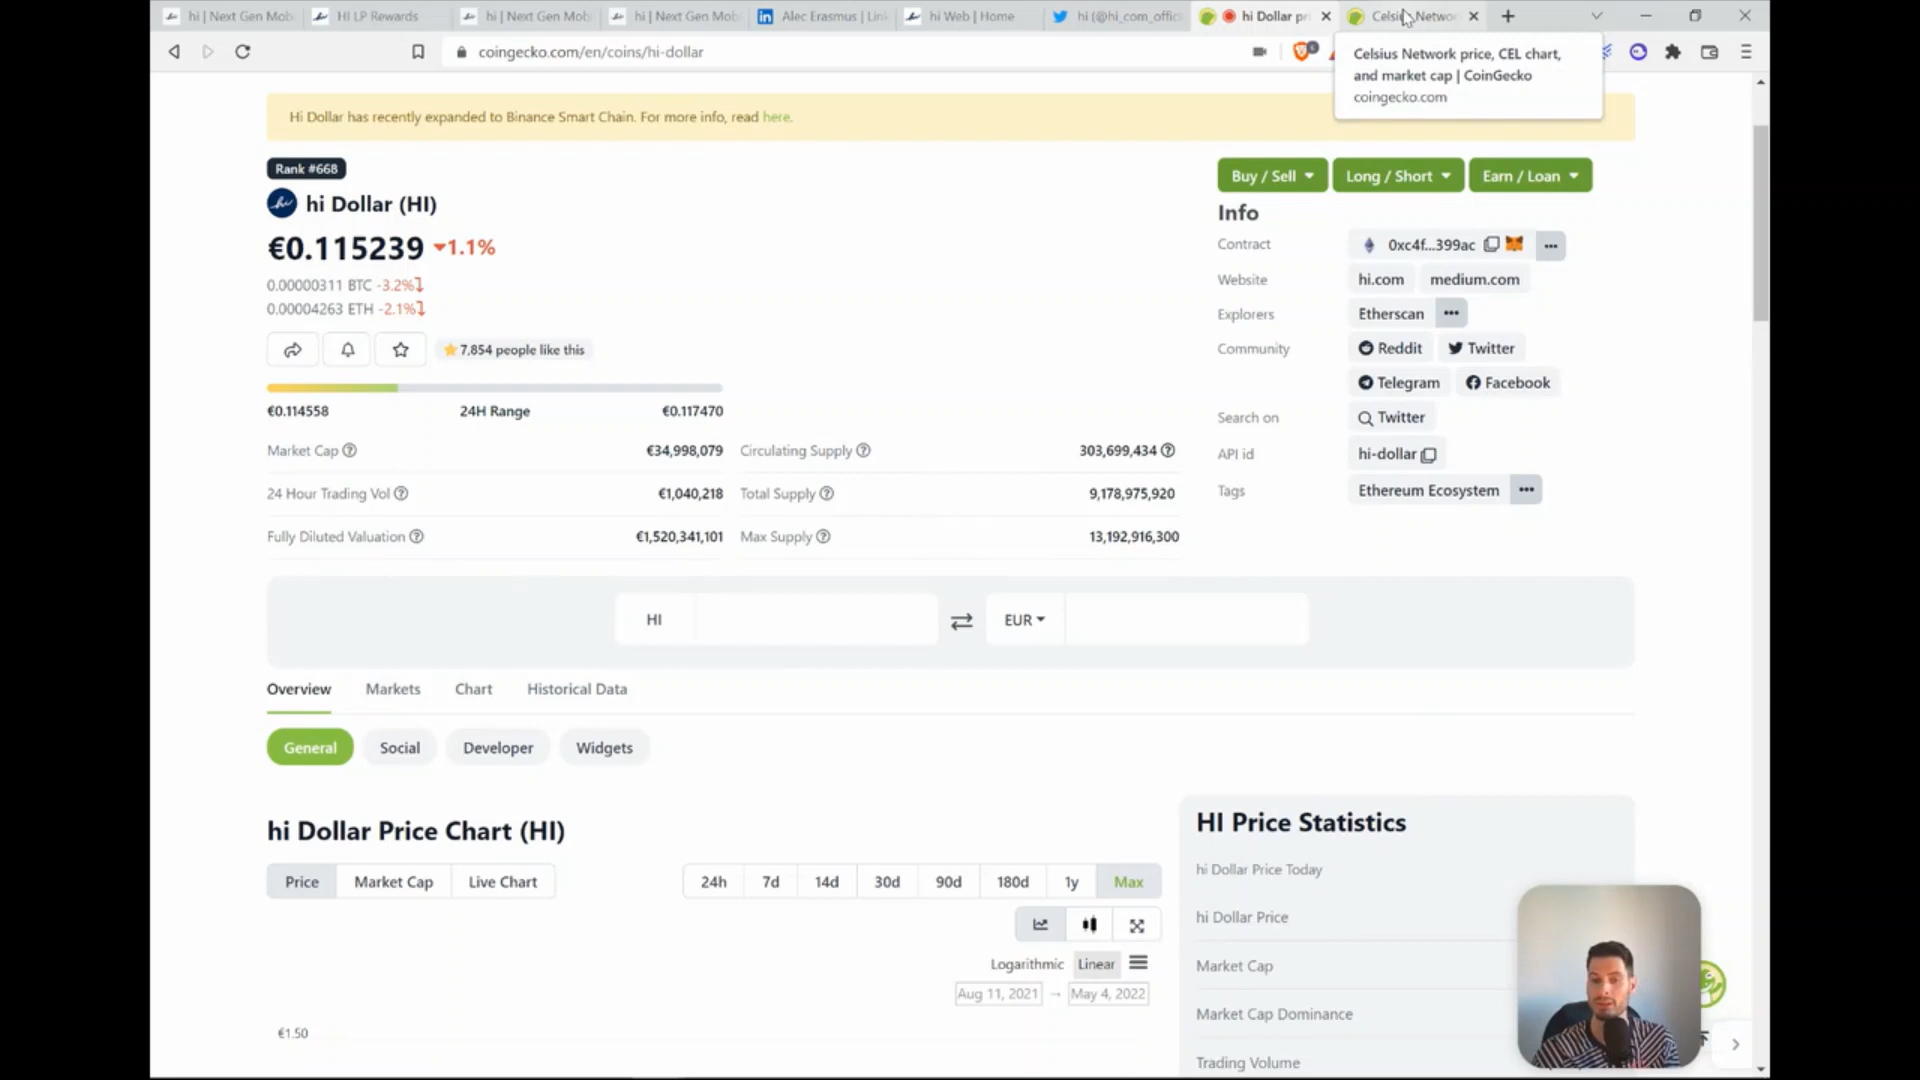 hi | Next Gen Mob
HI LP Rewards
hi | Next Gen Mob
hi | Next Gen Mob
Alec Erasmus | Lin
hi Web | Home
hi (@hi_com_offic
hi Dollar pr
Celsius Networ
coingecko.com/en/coins/hi-dollar
Celsius Network price, CEL chart,
and market cap | CoinGecko
coingecko.com
Hi Dollar has recently expanded to Binance Smart Chain. For more info, read here.
Rank #668
hi Dollar (HI)
€0.115239 1.1%
0.00000311 BTC -3.2%
0.00004263 ETH -2.1%
7,854 people like this
€0.114558 24H Range €0.117470
Market Cap €34,998,079 Circulating Supply 303,699,434
24 Hour Trading Vol €1,040,218 Total Supply 9,178,975,920
Fully Diluted Valuation €1,520,341,101 Max Supply 13,192,916,300
Buy / Sell Long / Short Earn / Loan
Info
Contract 0xc4f...399ac
Website hi.com medium.com
Explorers Etherscan
Community Reddit Twitter
Telegram Facebook
Search on Twitter
API id hi-dollar
Tags Ethereum Ecosystem
HI EUR
Overview Markets Chart Historical Data
General Social Developer Widgets
hi Dollar Price Chart (HI)
Price Market Cap Live Chart
24h 7d 14d 30d 90d 180d 1y Max
Logarithmic Linear
Aug 11, 2021 → May 4, 2022
€1.50
HI Price Statistics
hi Dollar Price Today
hi Dollar Price
Market Cap
Market Cap Dominance
Trading Volume